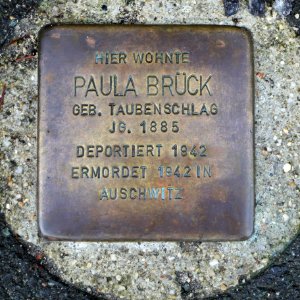 HIER WOHNTE
PAULA BRÜCK
GEB. TAUBENSCHLAG
JG. 1885
DEPORTIERT 1942
ERMORDET 1942 IN
AUSCHWITZ